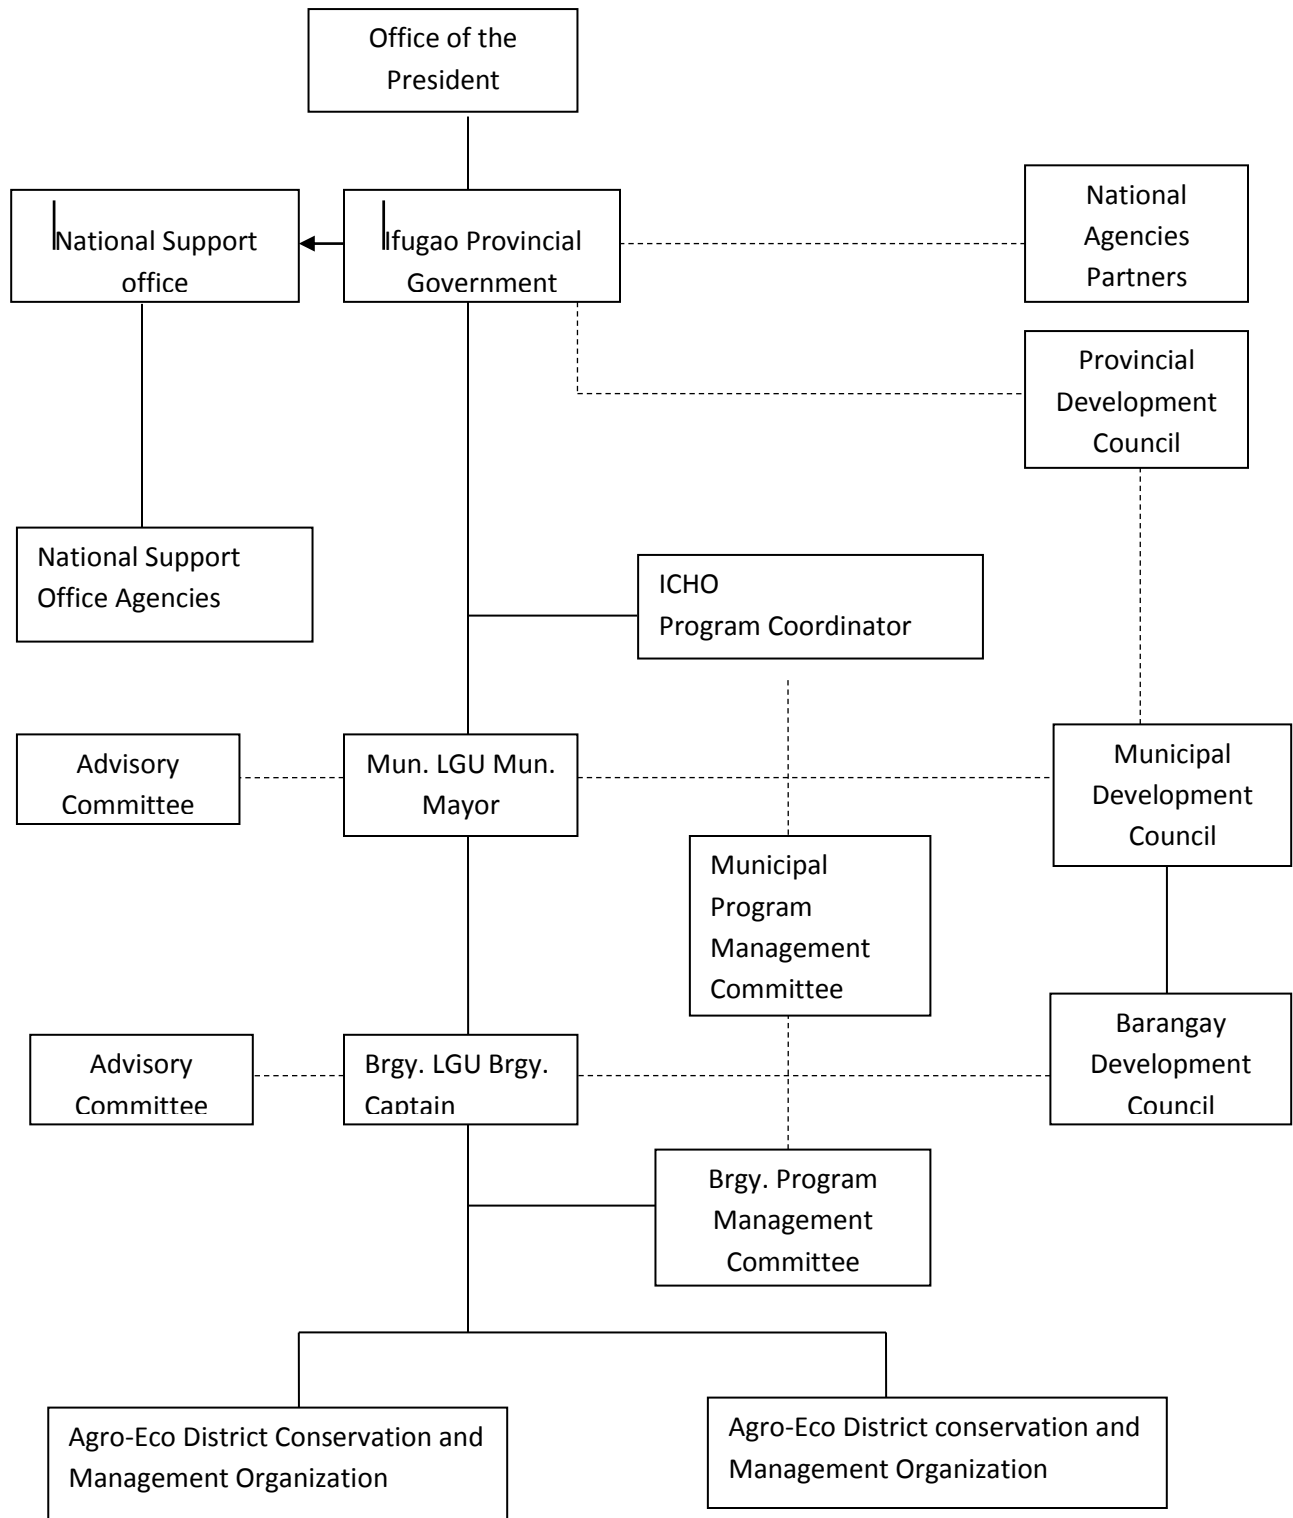 Office of the
President
National Support
office
Ifugao Provincial
Government
National
Agencies
Partners
Provincial
Development
Council
National Support
Office Agencies
ICHO
Program Coordinator
Advisory
Committee
Mun. LGU Mun.
Mayor
Municipal
Development
Council
Municipal
Program
Management
Committee
Advisory
Committee
Brgy. LGU Brgy.
Captain
Barangay
Development
Council
Brgy. Program
Management
Committee
Agro-Eco District Conservation and
Management Organization
Agro-Eco District conservation and
Management Organization